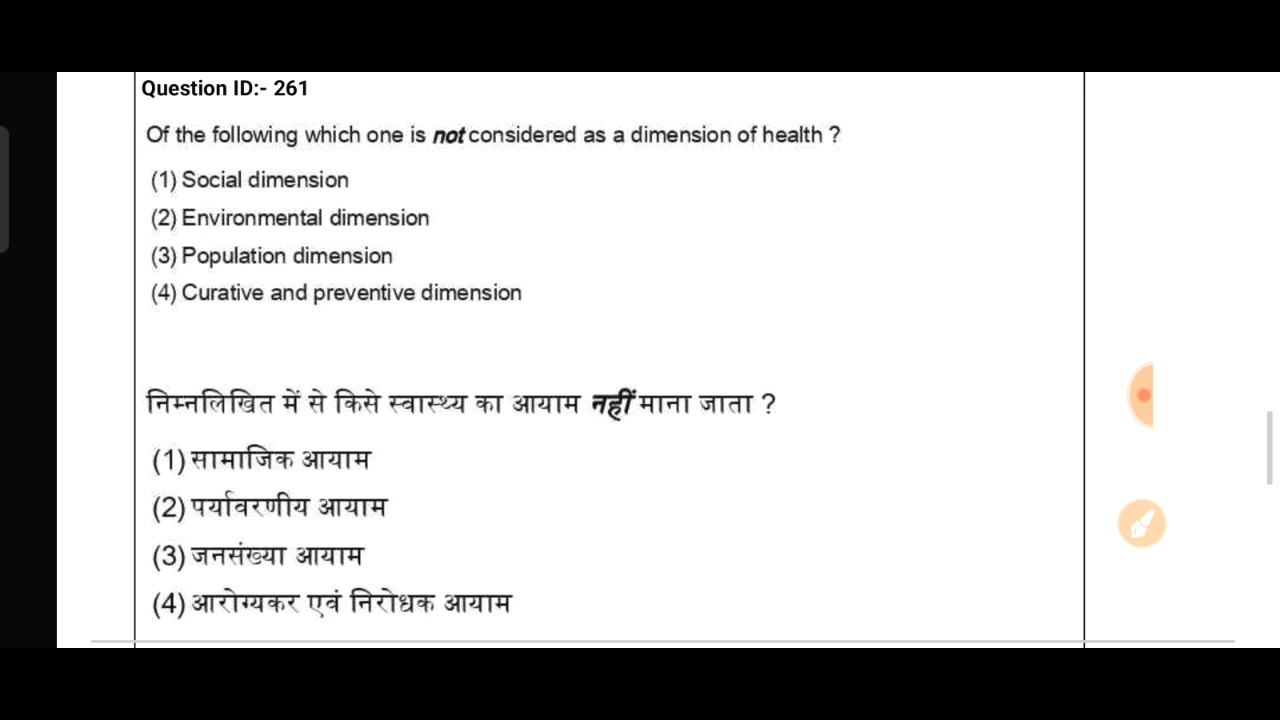 Question ID:- 261
Of the following which one is not considered as a dimension of health ?
(1) Social dimension
(2) Environmental dimension
(3) Population dimension
(4) Curative and preventive dimension
निम्नलिखित में से किसे स्वास्थ्य का आयाम नहीं माना जाता ?
(1) सामाजिक आयाम
(2) पर्यावरणीय आयाम
(3) जनसंख्या आयाम
(4) आरोग्यकर एवं निरोधक आयाम